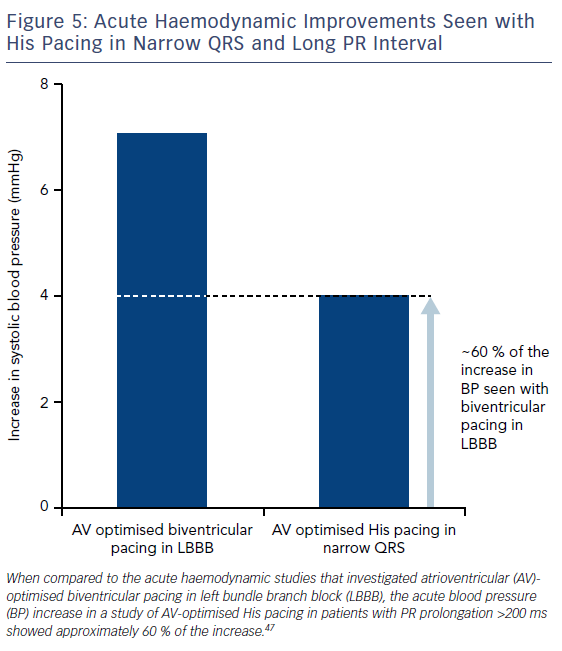 Figure 5: Acute Haemodynamic Improvements Seen with
His Pacing in Narrow QRS and Long PR Interval
Increase in systolic blood pressure (mmHg)
8
6
4
2
0
~60 % of the
increase in
BP seen with
biventricular
pacing in
LBBB
AV optimised biventricular
pacing in LBBB
AV optimised His pacing in
narrow QRS
When compared to the acute haemodynamic studies that investigated atrioventricular (AV)-
optimised biventricular pacing in left bundle branch block (LBBB), the acute blood pressure
(BP) increase in a study of AV-optimised His pacing in patients with PR prolongation >200 ms
showed approximately 60 % of the increase.47